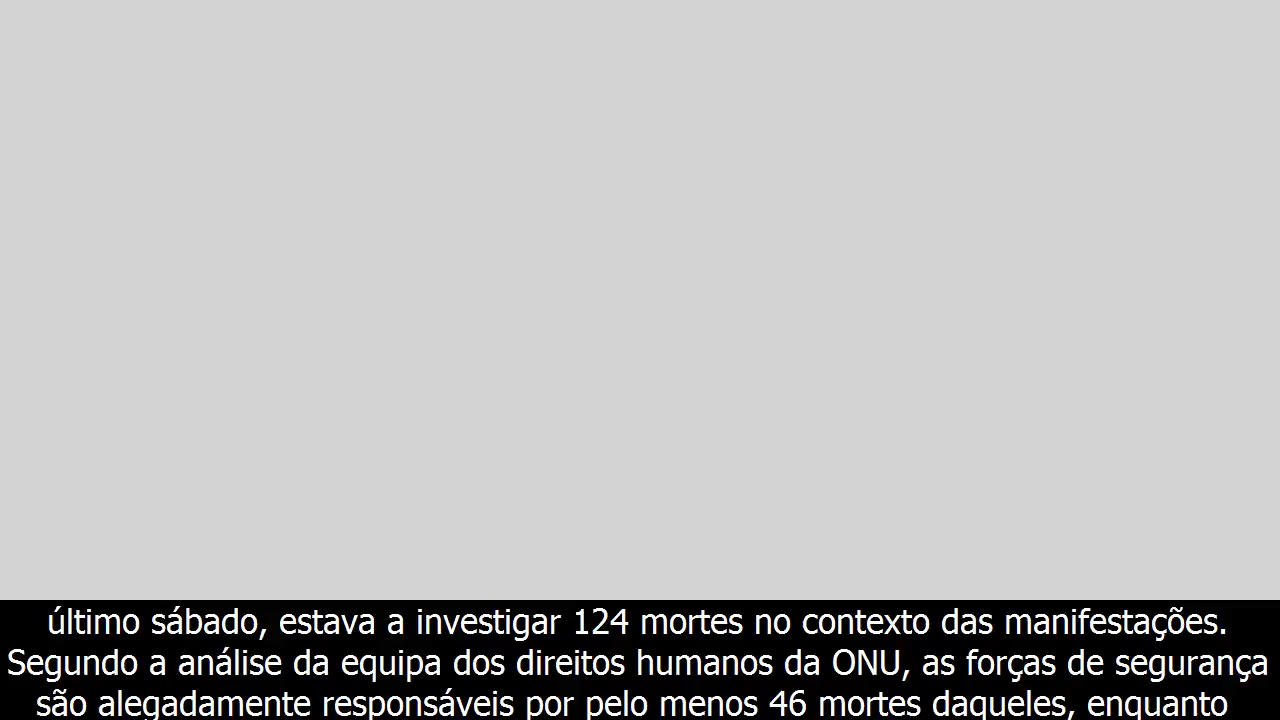 último sábado, estava a investigar 124 mortes no contexto das manifestações.
Segundo a análise da equipa dos direitos humanos da ONU, as forças de segurança
são alegadamente responsáveis por pelo menos 46 mortes daqueles, enquanto